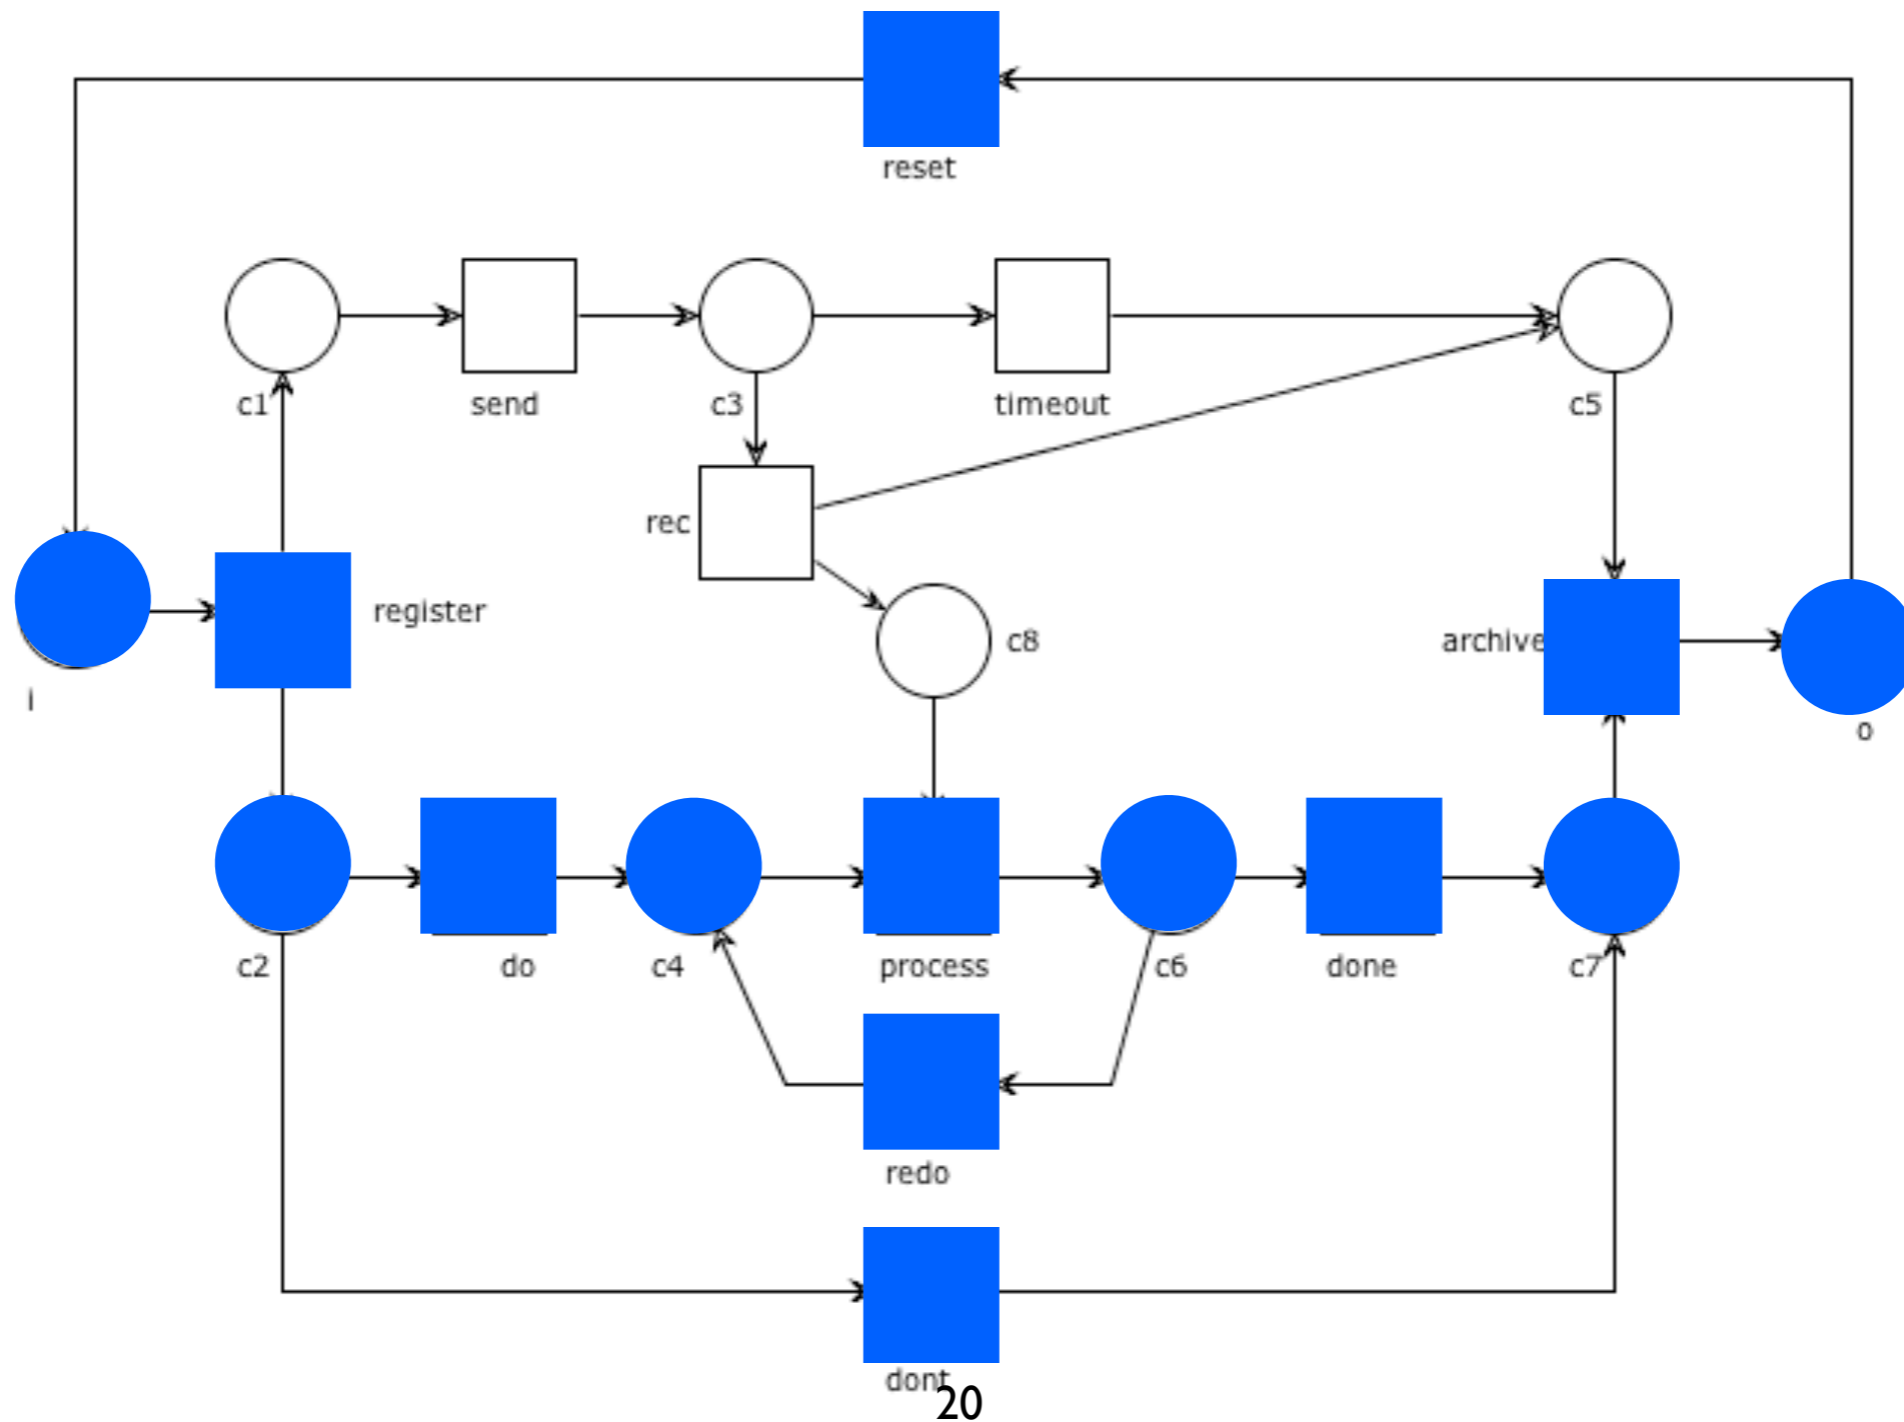 reset
c1
send
c3
timeout
c5
rec
register
c8
archive
i
o
c2
do
c4
process
c6
done
c7
redo
dont
20